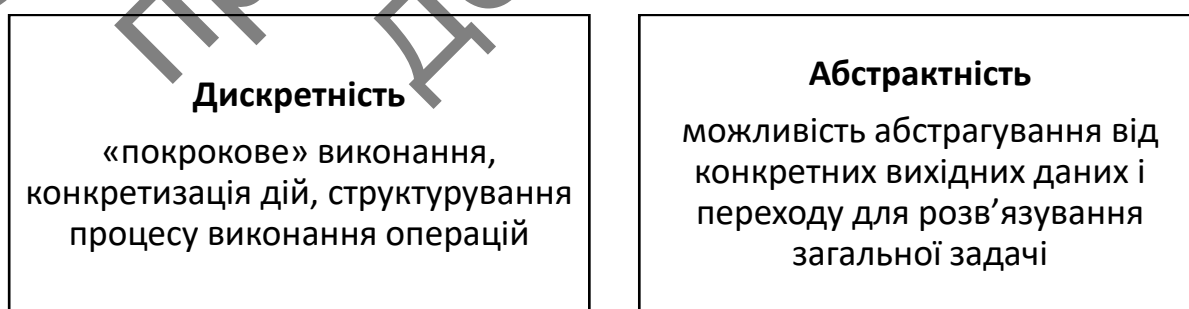 Дискретність
«покрокове» виконання,
конкретизація дій, структурування
процесу виконання операцій
Абстрактність
можливість абстрагування від
конкретних вихідних даних і
переходу для розв’язування
загальної задачі